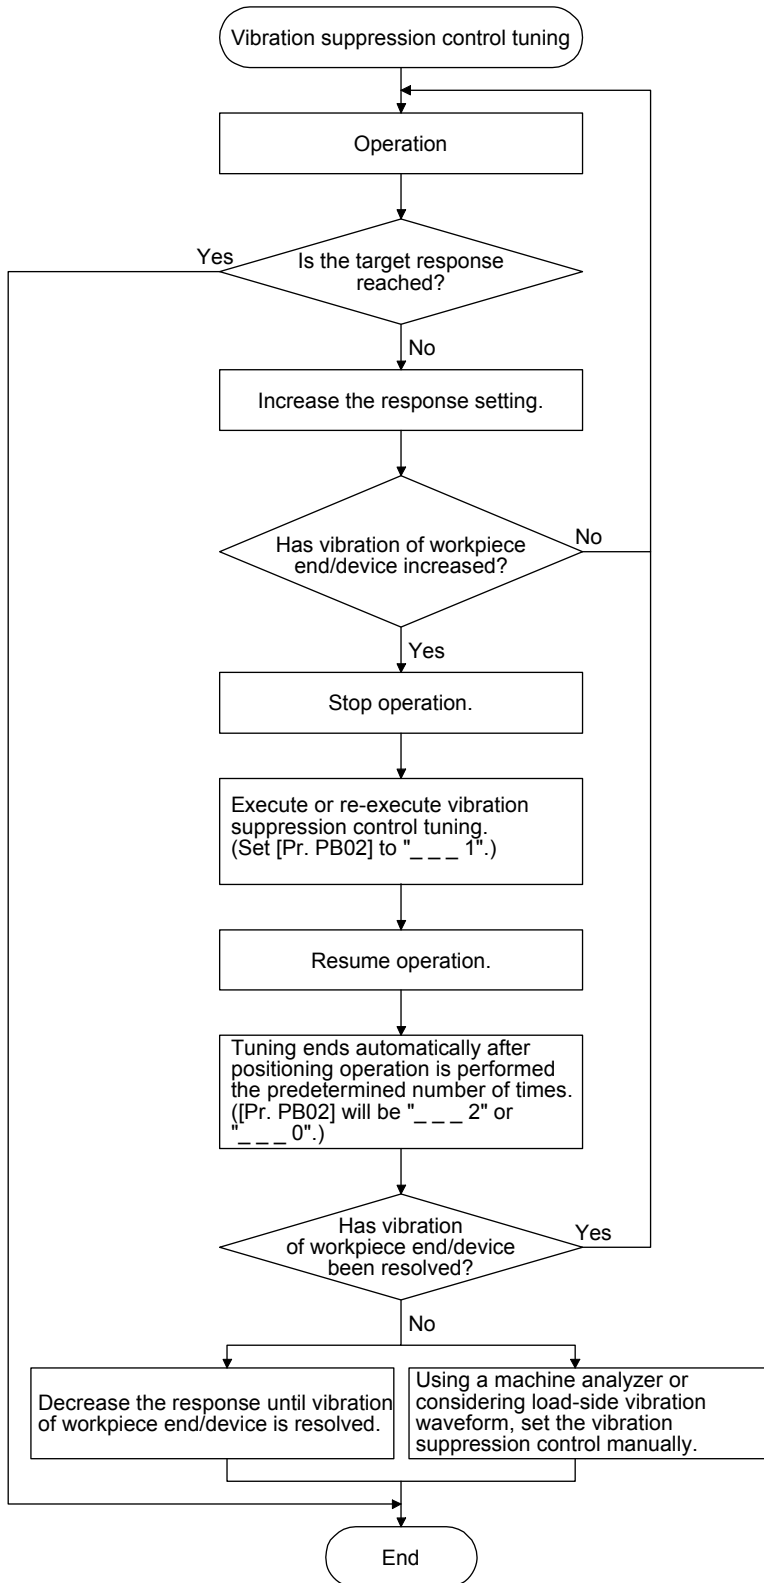 Vibration suppression control tuning
Operation
Yes
Is the target response
reached?
No
Increase the response setting.
Has vibration of workpiece
end/device increased?
No
Yes
Stop operation.
Execute or re-execute vibration
suppression control tuning.
(Set [Pr. PB02] to "_ _ _ 1".)
Resume operation.
Tuning ends automatically after
positioning operation is performed
the predetermined number of times.
([Pr. PB02] will be "_ _ _ 2" or
"_ _ _ 0".)
Has vibration
of workpiece end/device
been resolved?
Yes
No
Decrease the response until vibration
of workpiece end/device is resolved.
Using a machine analyzer or
considering load-side vibration
waveform, set the vibration
suppression control manually.
End